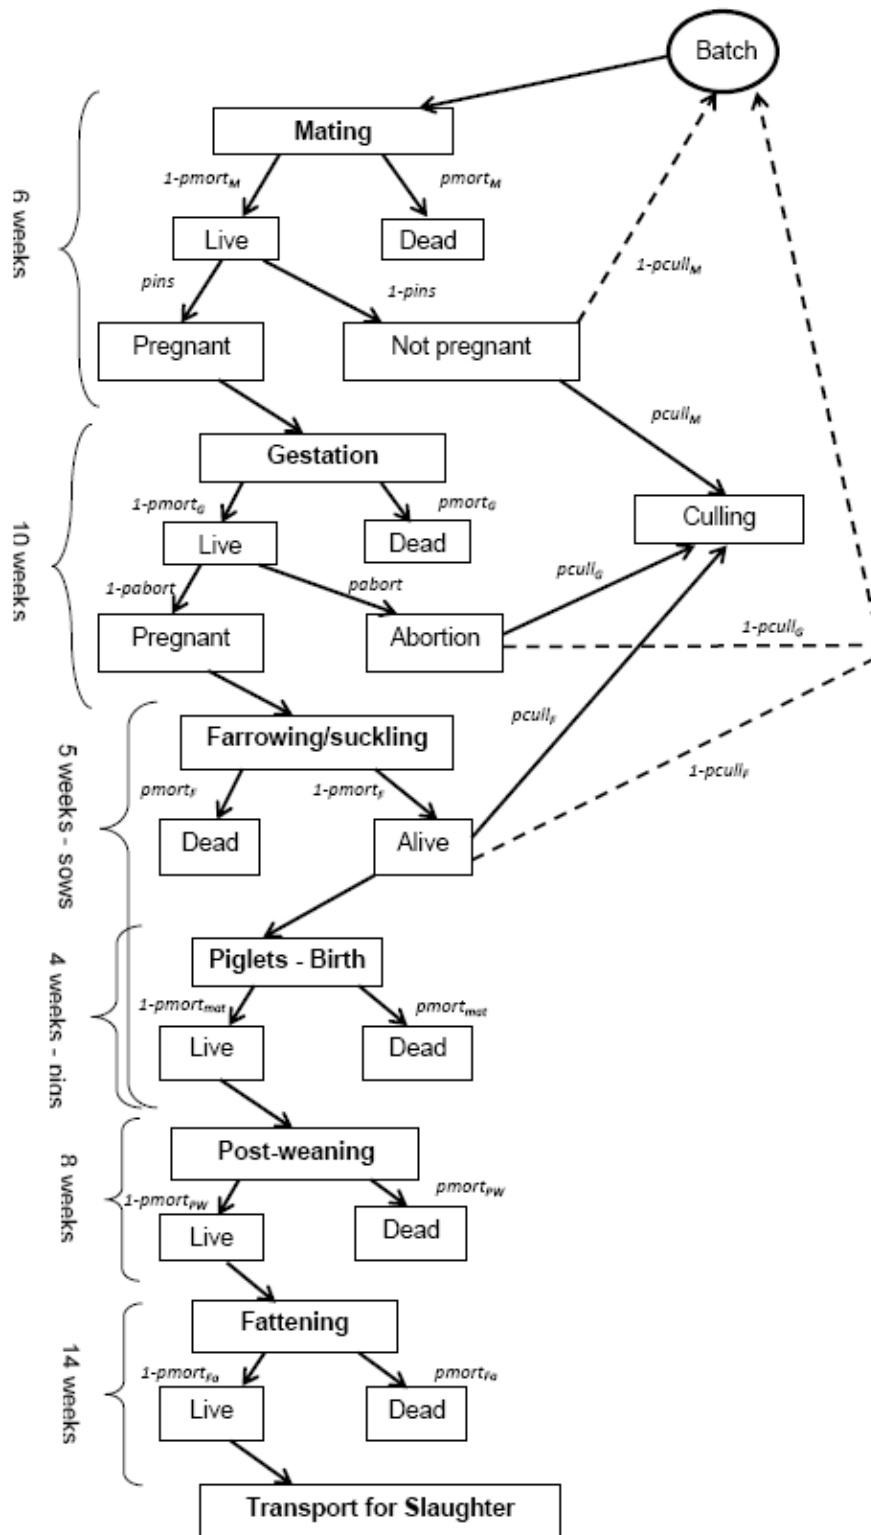 Batch
Mating
1-pmortM
pmortM
Live
Dead
pins
1-pins
1-pcullM
Pregnant
Not pregnant
6 weeks
pcullM
Gestation
1-pmortG
pmortG
Culling
Live
Dead
pcullG
1-pabort
pabort
10 weeks
Pregnant
Abortion
1-pcullG
pcullF
Farrowing/suckling
pmortF
1-pmortF
1-pcullF
Dead
Alive
5 weeks - sows
Piglets - Birth
1-pmortmat
pmortmat
Live
Dead
4 weeks - pigs
Post-weaning
1-pmortPW
pmortPW
Live
Dead
8 weeks
Fattening
1-pmortFa
pmortFa
Live
Dead
14 weeks
Transport for Slaughter